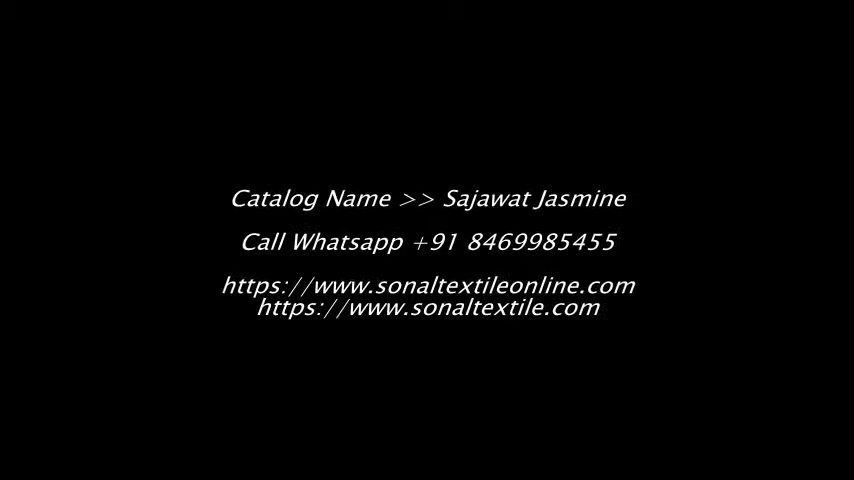 Catalog Name >> Sajawat Jasmine
Call Whatsapp +91 8469985455
https://www.sonaltextileonline.com
https://www.sonaltextile.com